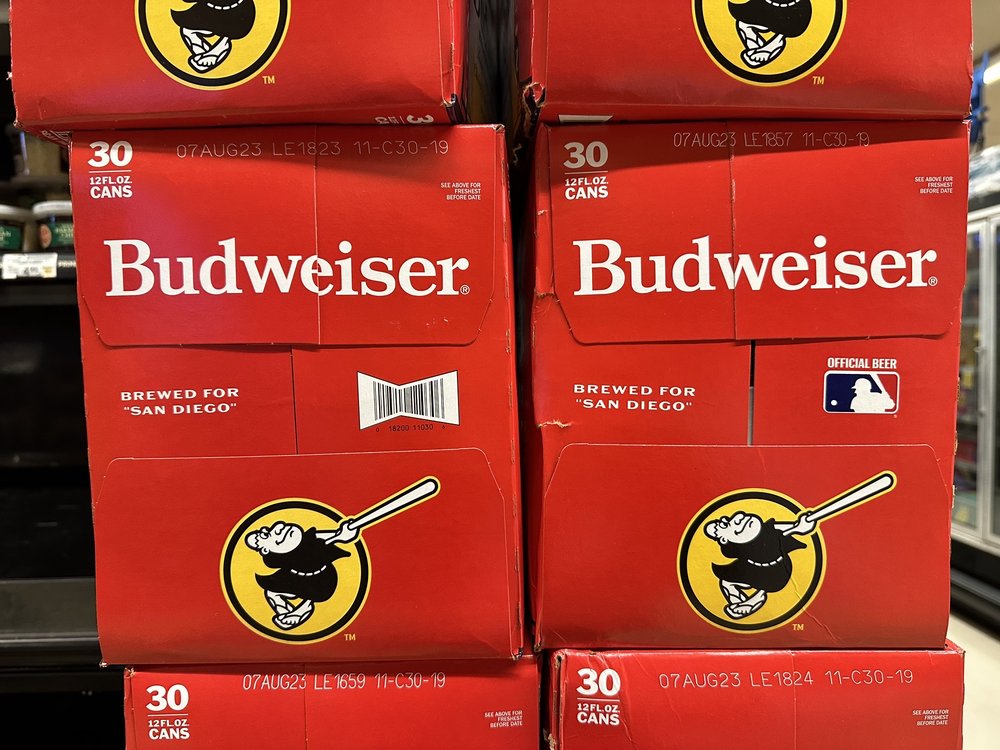 TM
TM
30
12FL.OZ.
CANS
07AUG23 LE1823 11-C30-19
SEE ABOVE FOR
FRESHEST
BEFORE DATE
Budweiser®
BREWED FOR
"SAN DIEGO"
0 18200 11030 6
TM
30
12FL.OZ.
CANS
07AUG23 LE1857 11-C30-19
SEE ABOVE FOR
FRESHEST
BEFORE DATE
Budweiser®
BREWED FOR
"SAN DIEGO"
OFFICIAL BEER
TM
30
12FL.OZ.
CANS
07AUG23 LE1659 11-C30-19
SEE ABOVE FOR
FRESHEST
BEFORE DATE
30
12FL.OZ.
CANS
07AUG23 LE1824 11-C30-19
SEE ABOVE FOR
FRESHEST
BEFORE DATE